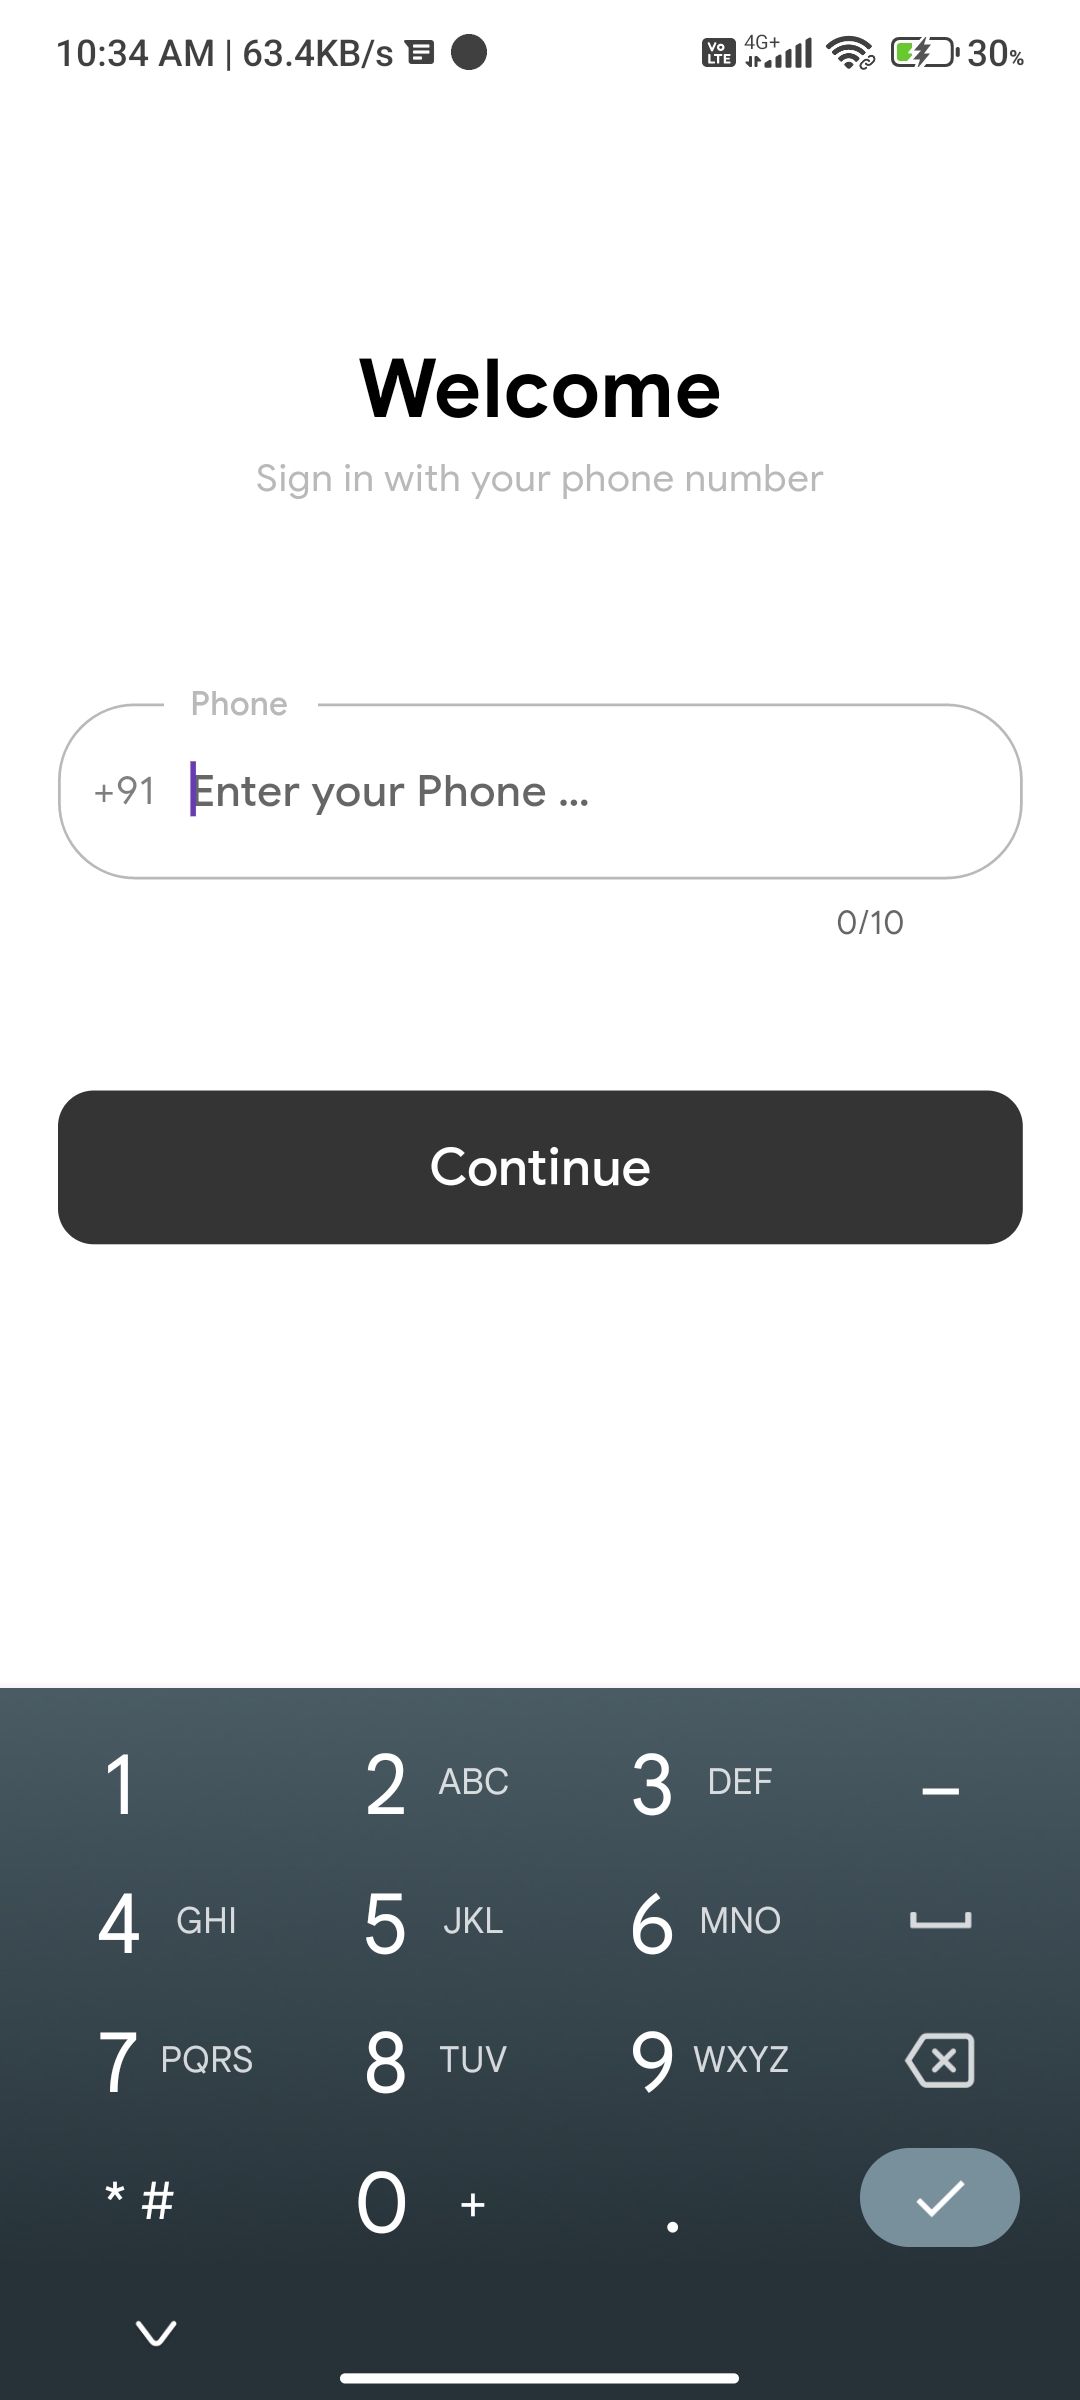 10:34 AM | 63.4KB/s Vo LTE 4G+ 30%
Welcome
Sign in with your phone number
Phone
+91 Enter your Phone ...
0/10
Continue
1 2 ABC 3 DEF –
4 GHI 5 JKL 6 MNO
7 PQRS 8 TUV 9 WXYZ
* # 0 + .